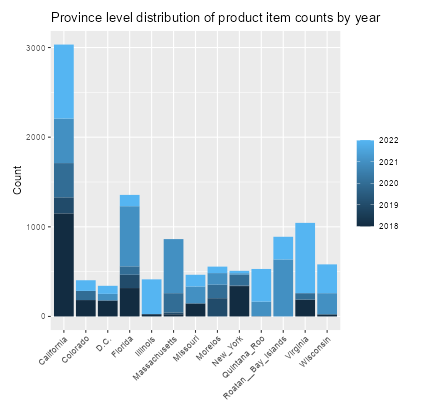 Province level distribution of product item counts by year
3000
2000
1000
0
Count
California
Colorado
D.C.
Florida
Illinois
Massachusetts
Missouri
Morelos
New_York
Quintana_Roo
Roatan__Bay_Islands
Virginia
Wisconsin
2022
2021
2020
2019
2018